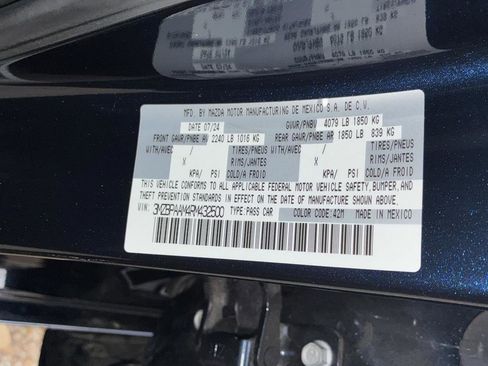 MFD. BY MAZDA MOTOR MANUFACTURING DE MEXICO S.A. DE C.V.
DATE 07/24 GVWR/PNBV 4079 LB 1850 KG
FRONT GAWR/PNBE AV 2240 LB 1016 KG REAR GAWR/PNBE AR 1850 LB 839 KG
WITH/AVEC / TIRES/PNEUS WITH/AVEC / TIRES/PNEUS
X RIMS/JANTES X RIMS/JANTES
KPA/ PSI COLD/A FROID KPA/ PSI COLD/A FROID
THIS VEHICLE CONFORMS TO ALL APPLICABLE FEDERAL MOTOR VEHICLE SAFETY, BUMPER, AND
THEFT PREVENTION STANDARDS IN EFFECT ON THE DATE OF MANUFACTURE SHOWN ABOVE.
VIN: 3MZBPAAN4RM432500 TYPE:PASS CAR COLOR CODE: 42M MADE IN MEXICO